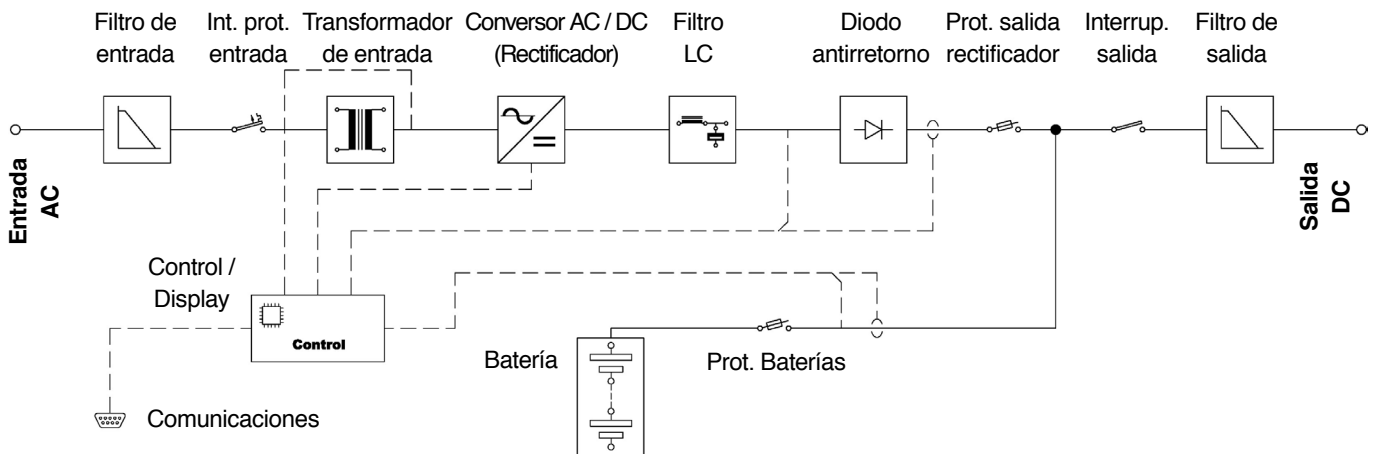 Filtro de
entrada
Int. prot.
entrada
Transformador
de entrada
Conversor AC / DC
(Rectificador)
Filtro
LC
Diodo
antirretorno
Prot. salida
rectificador
Interrup.
salida
Filtro de
salida
Entrada
AC
Salida
DC
Control /
Display
Control
Batería
Prot. Baterías
Comunicaciones